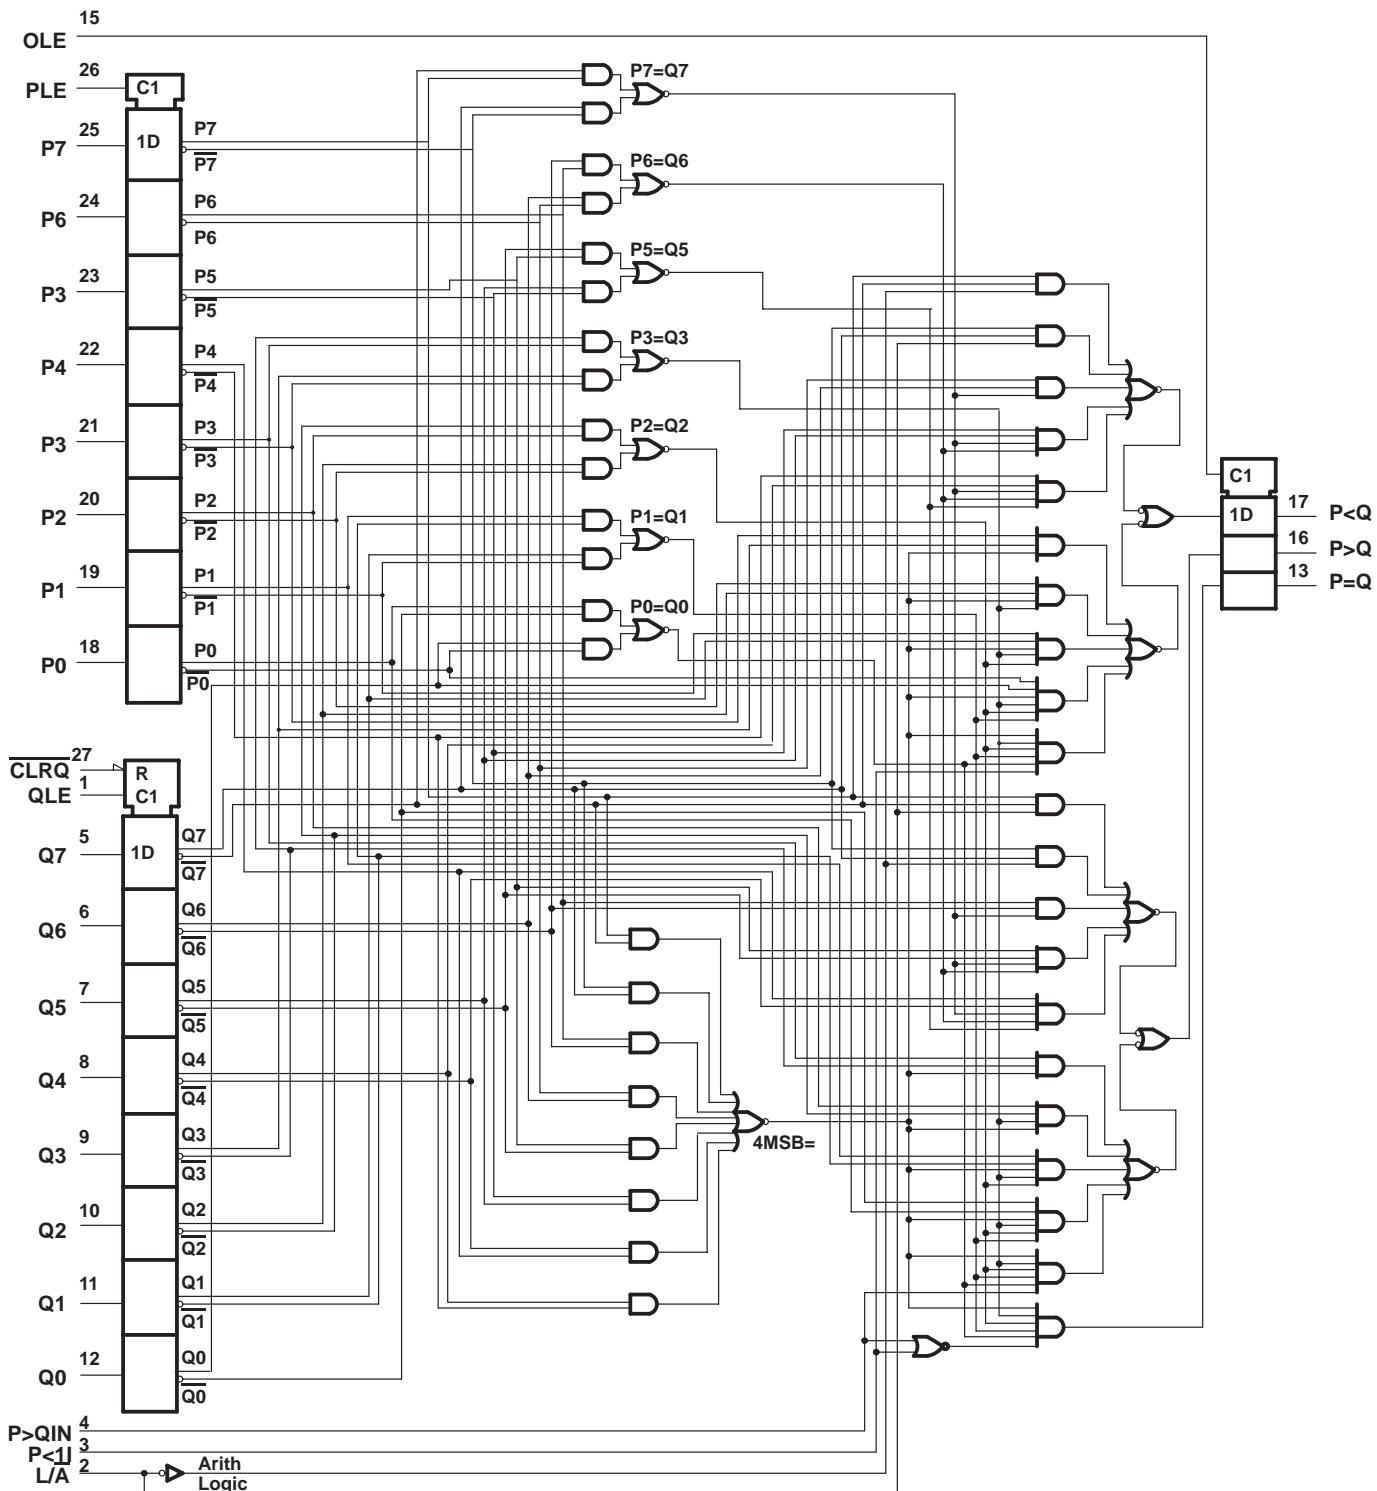 15
OLE
26
PLE
C1
25
P7
1D
P7
P7
24
P6
P6
P6
23
P3
P5
P5
22
P4
P4
P4
21
P3
P3
P3
20
P2
P2
P2
19
P1
P1
P1
18
P0
P0
P0
P7=Q7
P6=Q6
P5=Q5
P3=Q3
P2=Q2
P1=Q1
P0=Q0
C1
1D
17
P<Q
16
P>Q
13
P=Q
CLRQ 27
R
QLE 1
C1
5
Q7
1D
Q7
Q7
6
Q6
Q6
Q6
7
Q5
Q5
Q5
8
Q4
Q4
Q4
9
Q3
Q3
Q3
10
Q2
Q2
Q2
11
Q1
Q1
Q1
12
Q0
Q0
Q0
4MSB=
P>QIN 4
P<1I 3
L/A 2
Arith
Logic